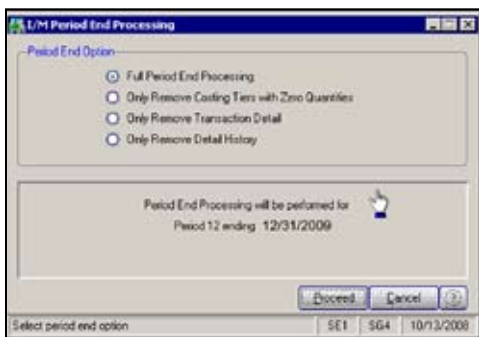 I/M Period End Processing
Period End Option
Full Period End Processing
Only Remove Costing Tiers with Zero Quantities
Only Remove Transaction Detail
Only Remove Detail History
Period End Processing will be performed for
Period 12 ending 12/31/2009
Proceed Cancel ?
Select period end option SE1 SG4 10/13/2008